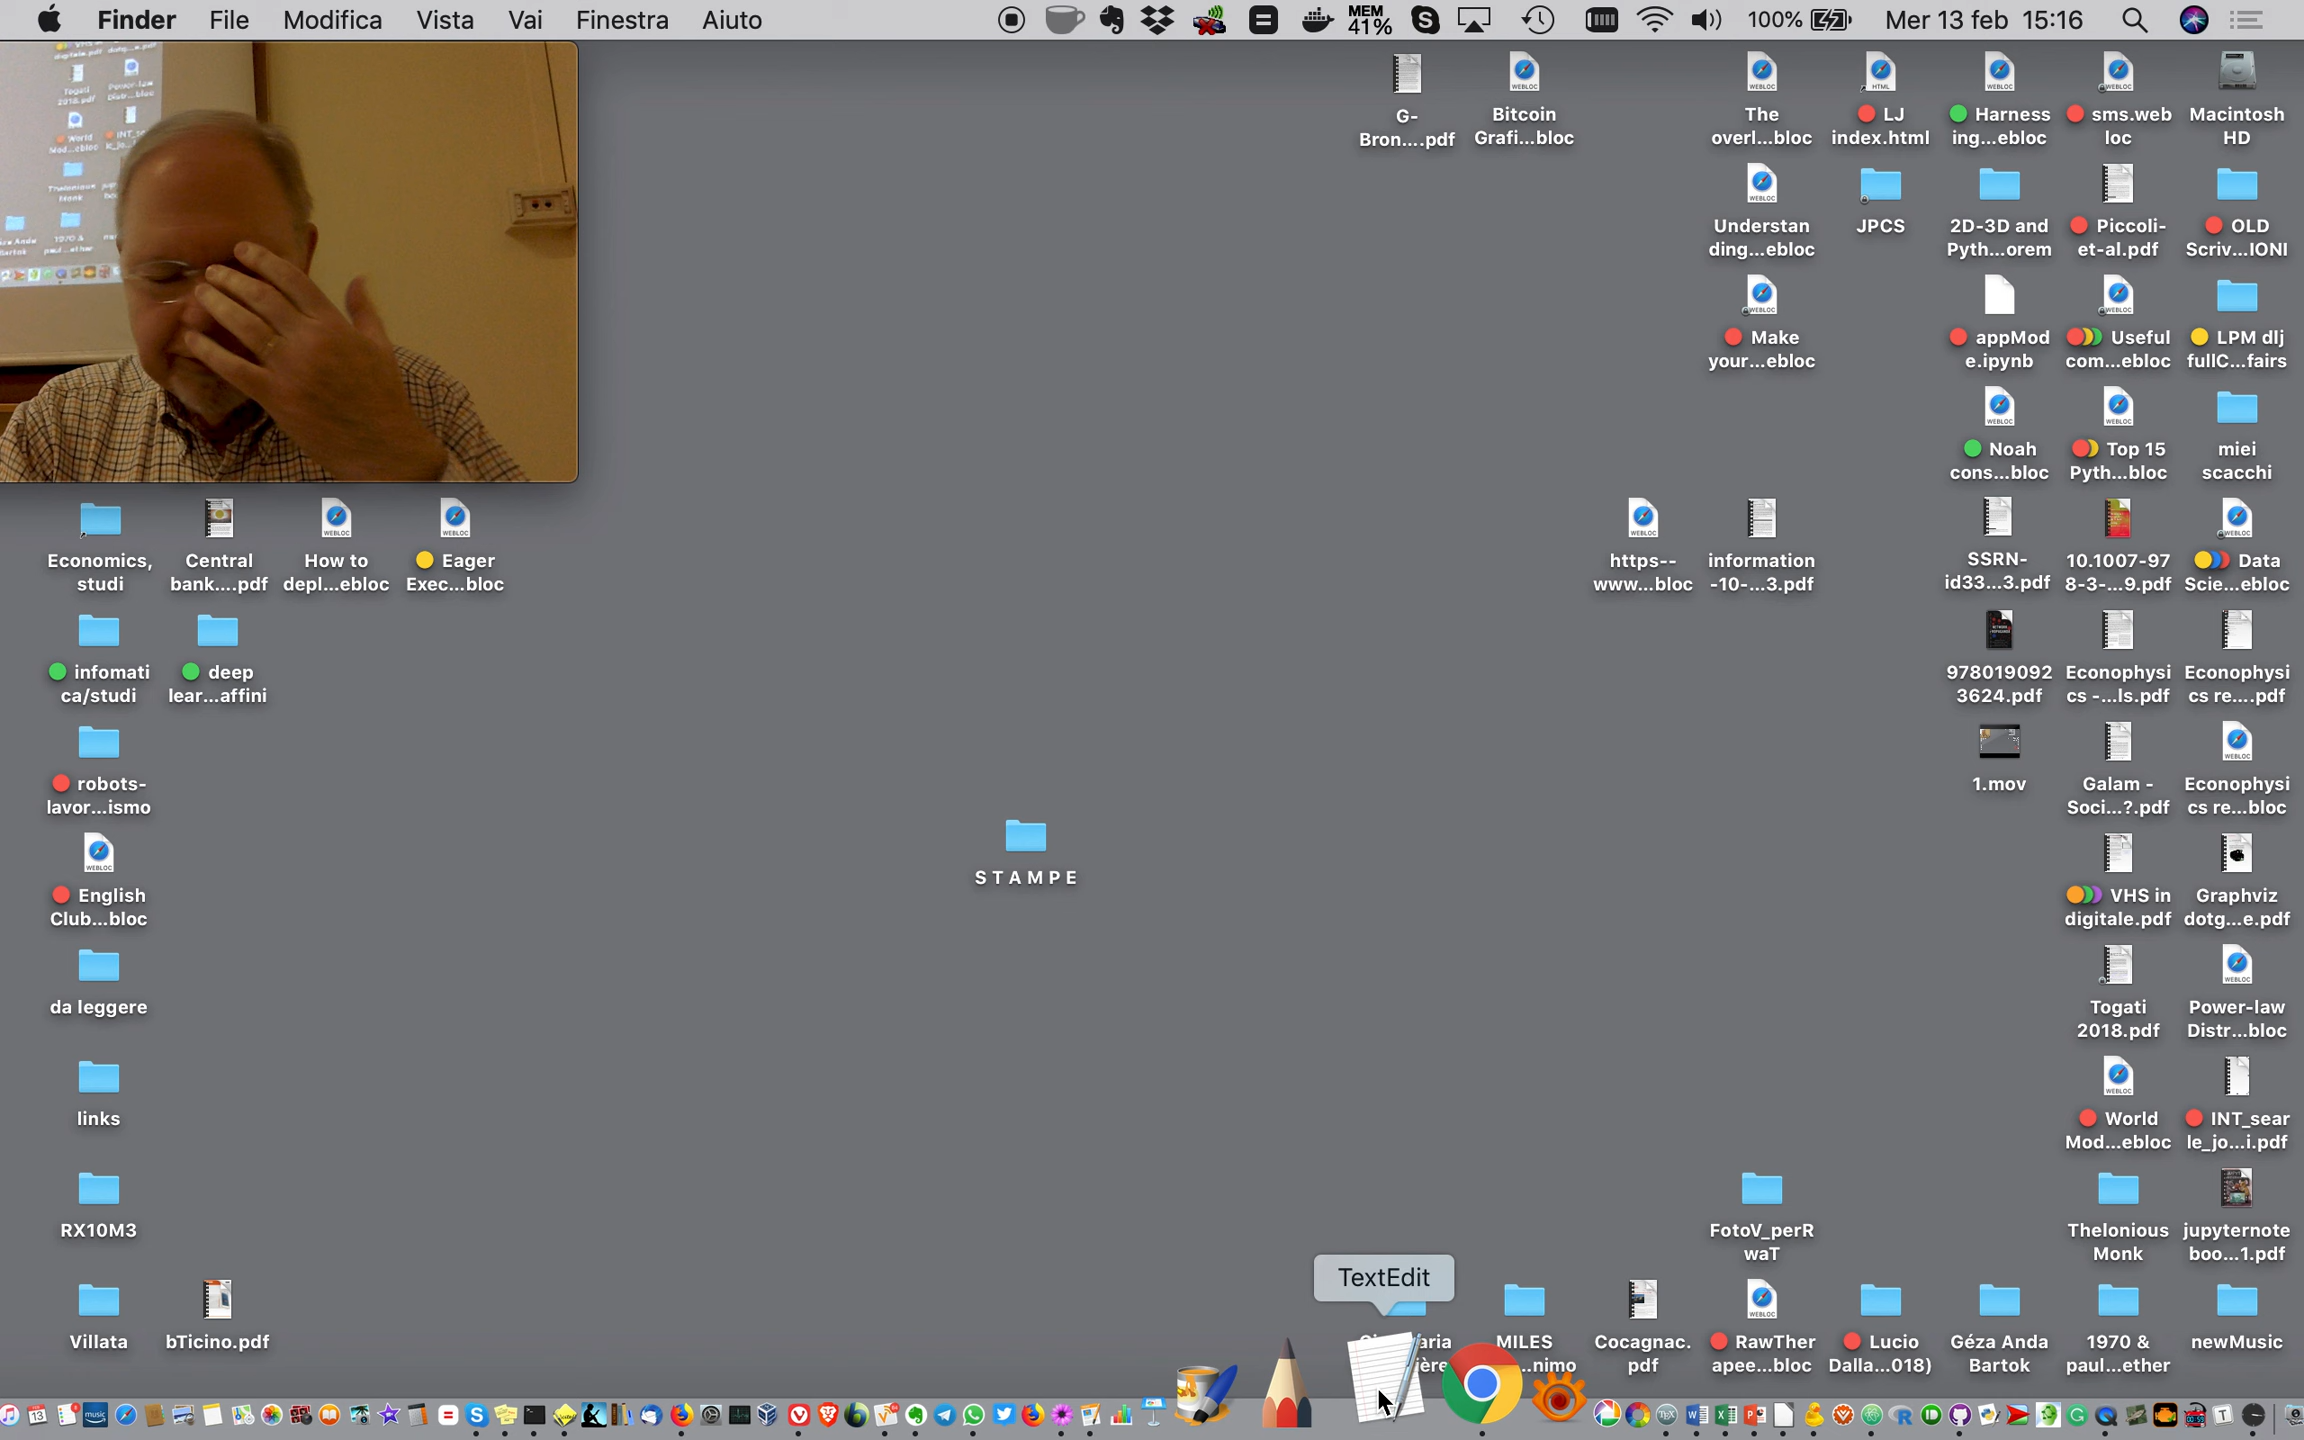 Finder File Modifica Vista Vai Finestra Aiuto MEM 41% 100% Mer 13 feb 15:16
G-
Bron....pdf
Bitcoin
Grafi...bloc
The
overl...bloc
LJ
index.html
Harness
ing...ebloc
sms.web
loc
Macintosh
HD
Understan
ding...ebloc
JPCS
2D-3D and
Pyth...orem
Piccoli-
et-al.pdf
OLD
Scriv...IONI
Make
your...ebloc
appMod
e.ipynb
Useful
com...ebloc
LPM dlj
fullC...fairs
Noah
cons...bloc
Top 15
Pyth...bloc
miei
scacchi
Economics,
studi
Central
bank....pdf
How to
depl...ebloc
Eager
Exec...bloc
https--
www...bloc
information
-10-...3.pdf
SSRN-
id33...3.pdf
10.1007-97
8-3-...9.pdf
Data
Scie...ebloc
infomati
ca/studi
deep
lear...affini
978019092
3624.pdf
Econophysi
cs -...ls.pdf
Econophysi
cs re....pdf
robots-
lavor...ismo
1.mov
Galam -
Soci...?.pdf
Econophysi
cs re...bloc
STAMPE
English
Club...bloc
VHS in
digitale.pdf
Graphviz
dotg...e.pdf
da leggere
Togati
2018.pdf
Power-law
Distr...bloc
links
World
Mod...ebloc
INT_sear
le_jo...i.pdf
RX10M3
FotoV_perR
waT
Thelonious
Monk
jupyternote
boo...1.pdf
TextEdit
Villata
bTicino.pdf
MILES
...nimo
Cocagnac.
pdf
RawTher
apee...bloc
Lucio
Dalla...018)
Géza Anda
Bartok
1970 &
paul...ether
newMusic